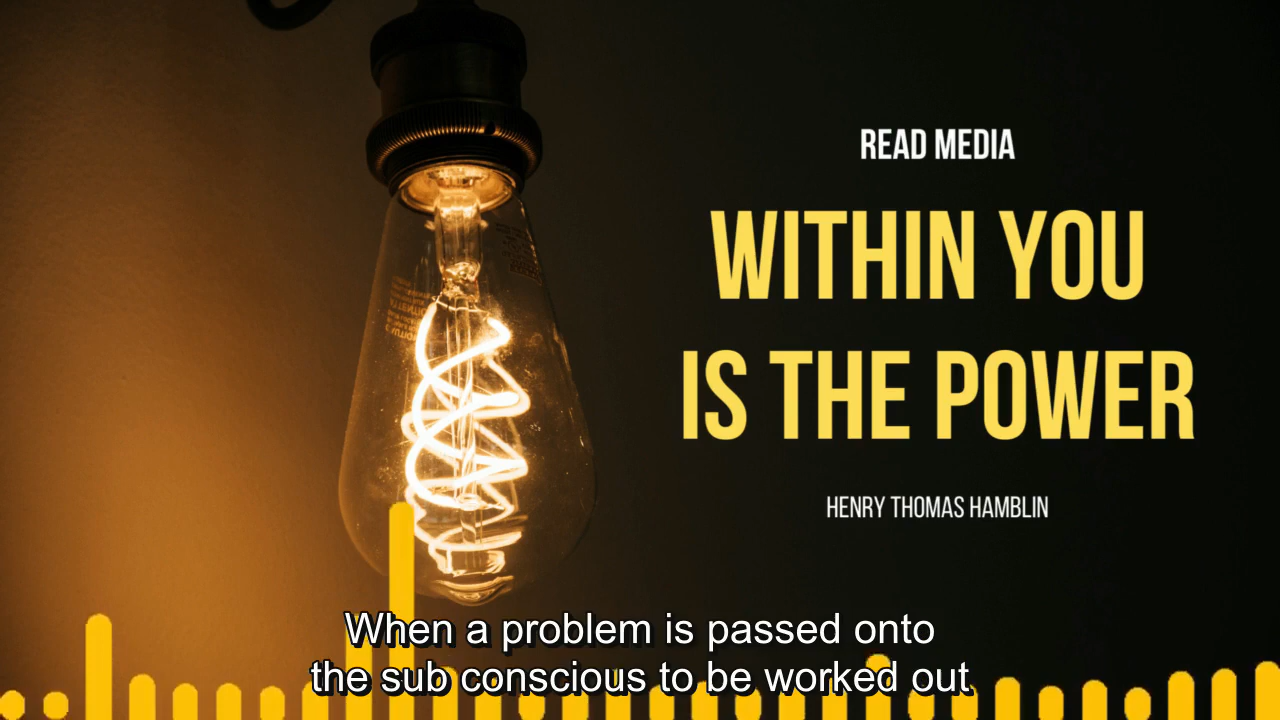 READ MEDIA
WITHIN YOU
IS THE POWER
HENRY THOMAS HAMBLIN
When a problem is passed onto
the sub conscious to be worked out